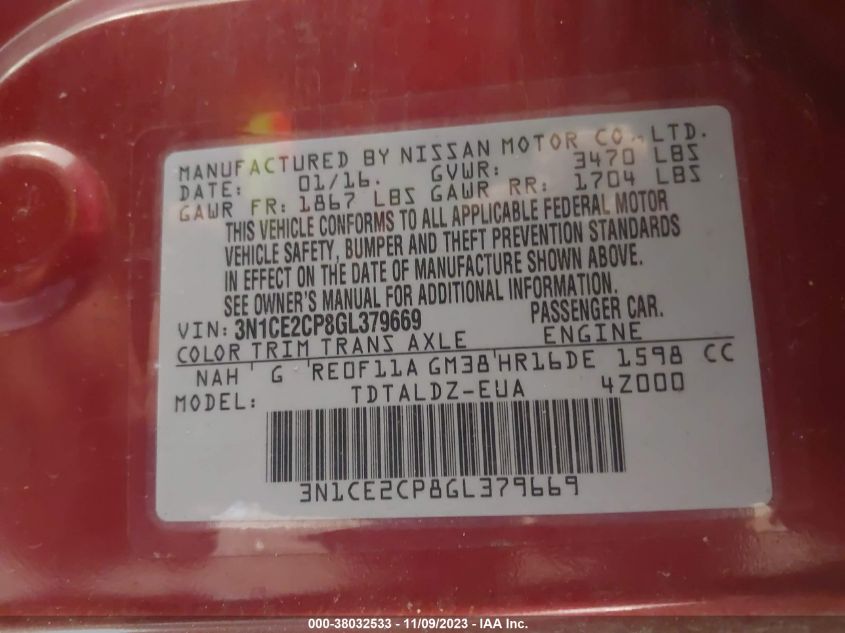 MANUFACTURED BY NISSAN MOTOR CO., LTD.
DATE: 01/16. GVWR: 3470 LBS
GAWR FR: 1867 LBS GAWR RR: 1704 LBS
THIS VEHICLE CONFORMS TO ALL APPLICABLE FEDERAL MOTOR
VEHICLE SAFETY, BUMPER AND THEFT PREVENTION STANDARDS
IN EFFECT ON THE DATE OF MANUFACTURE SHOWN ABOVE.
SEE OWNER'S MANUAL FOR ADDITIONAL INFORMATION.
VIN: 3N1CE2CP8GL379669 PASSENGER CAR.
COLOR TRIM TRANS AXLE ENGINE
NAH G RE0F11A GM38 HR16DE 1598 CC
MODEL: TDTALDZ-EUA 4Z000
3N1CE2CP8GL379669
000-38032533 - 11/09/2023 - IAA Inc.